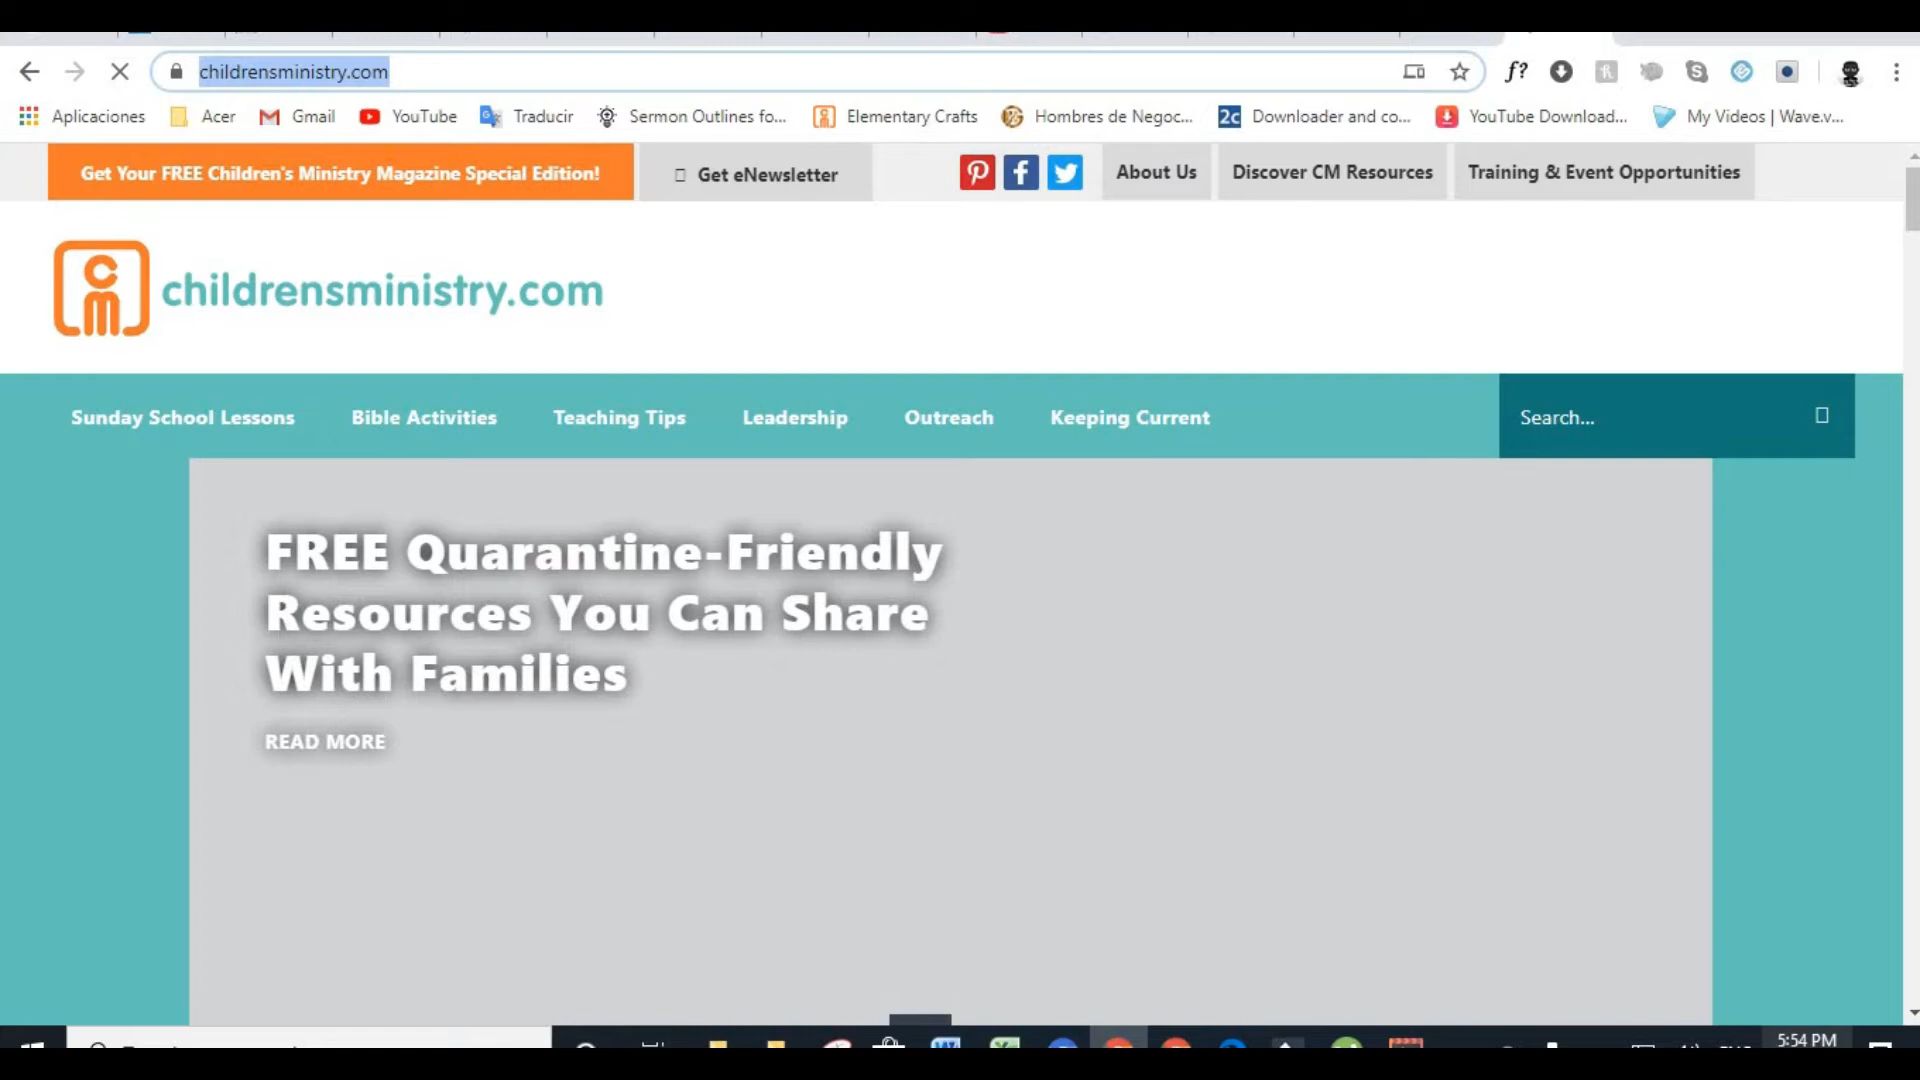 childrensministry.com
Aplicaciones Acer Gmail YouTube Traducir Sermon Outlines fo... Elementary Crafts Hombres de Negoc... 2c Downloader and co... YouTube Download... My Videos | Wave.v...
Get Your FREE Children's Ministry Magazine Special Edition! Get eNewsletter About Us Discover CM Resources Training & Event Opportunities
cm childrensministry.com
Sunday School Lessons Bible Activities Teaching Tips Leadership Outreach Keeping Current Search...
FREE Quarantine-Friendly
Resources You Can Share
With Families
READ MORE
5:54 PM